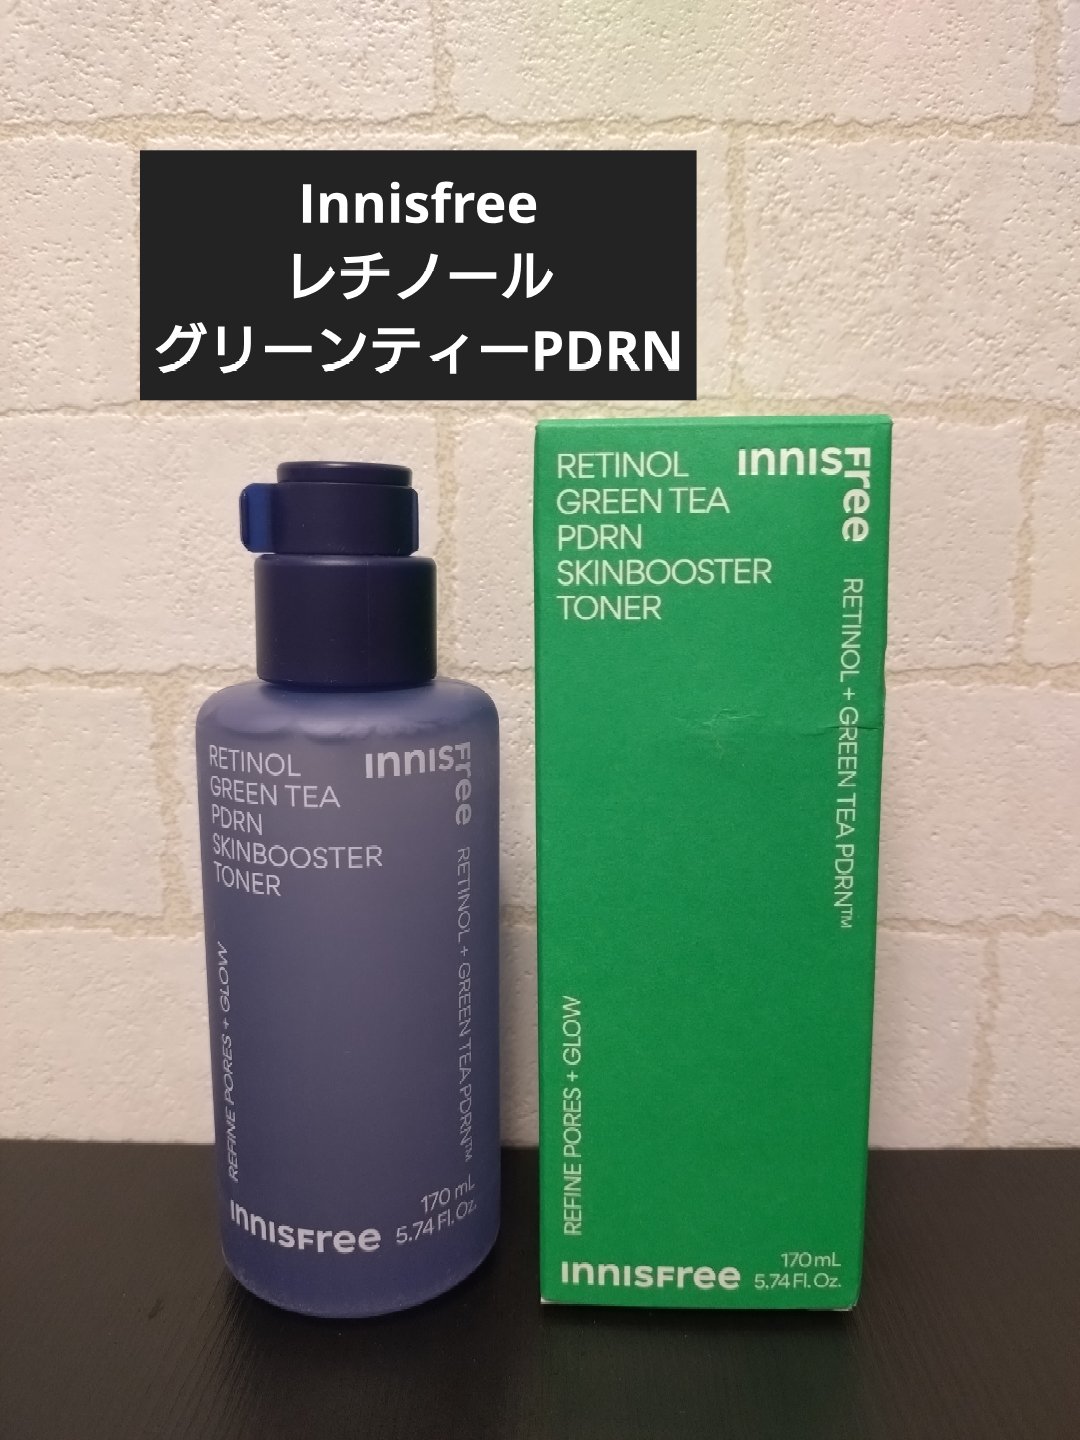 Innisfree
レチノール
グリーンティーPDRN
RETINOL
GREEN TEA
PDRN
SKINBOOSTER
TONER
INNISFree
RETINOL + GREEN TEA PDRN™
REFINE PORES + GLOW
INNISFree
170 mL
5.74 Fl. Oz.
RETINOL
GREEN TEA
PDRN
SKINBOOSTER
TONER
INNISFree
RETINOL + GREEN TEA PDRN™
REFINE PORES + GLOW
INNISFree
170 mL
5.74 Fl. Oz.